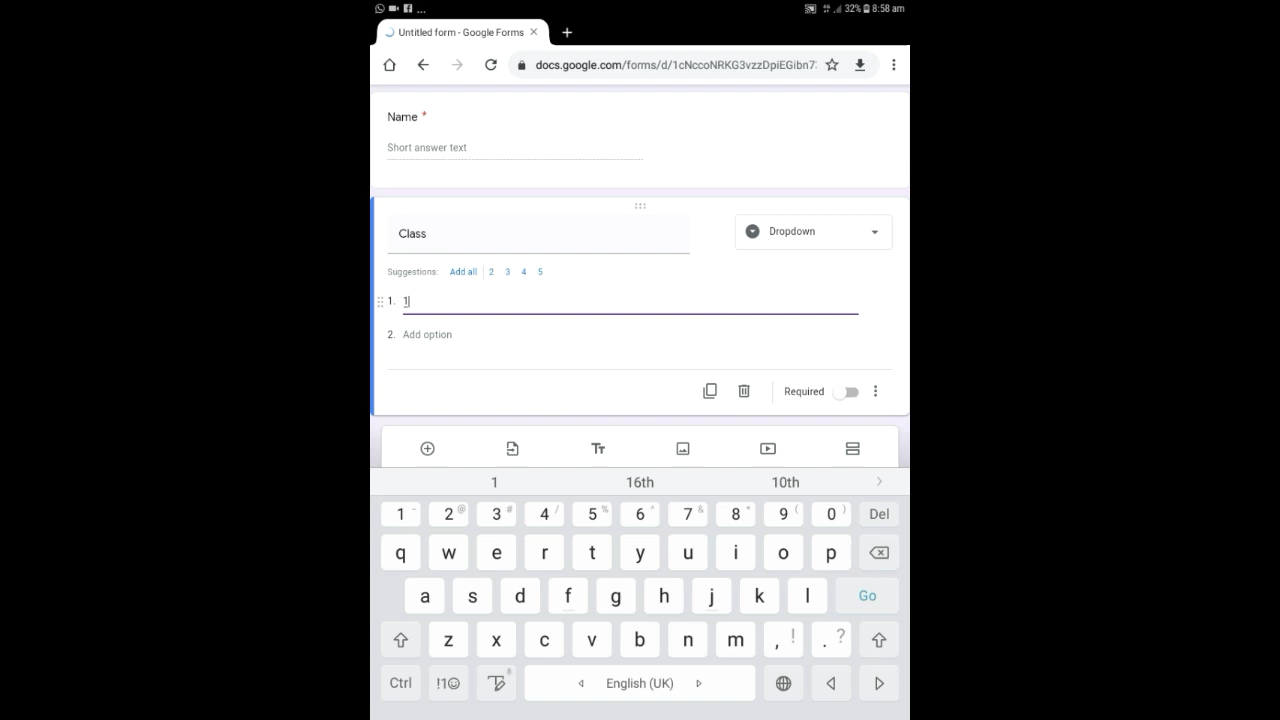 ... 32% 8:58 am
Untitled form - Google Forms
docs.google.com/forms/d/1cNccoNRKG3vzzDpiEGibn7
Name *
Short answer text
Class
Dropdown
Suggestions: Add all 2 3 4 5
1. 1
2. Add option
Required
Tт
1 16th 10th
1 - 2 @ 3 # 4 / 5 % 6 ^ 7 & 8 * 9 ( 0 ) Del
q w e r t y u i o p
a s d f g h j k l Go
z x c v b n m , ! . ?
Ctrl !1☺ T English (UK)